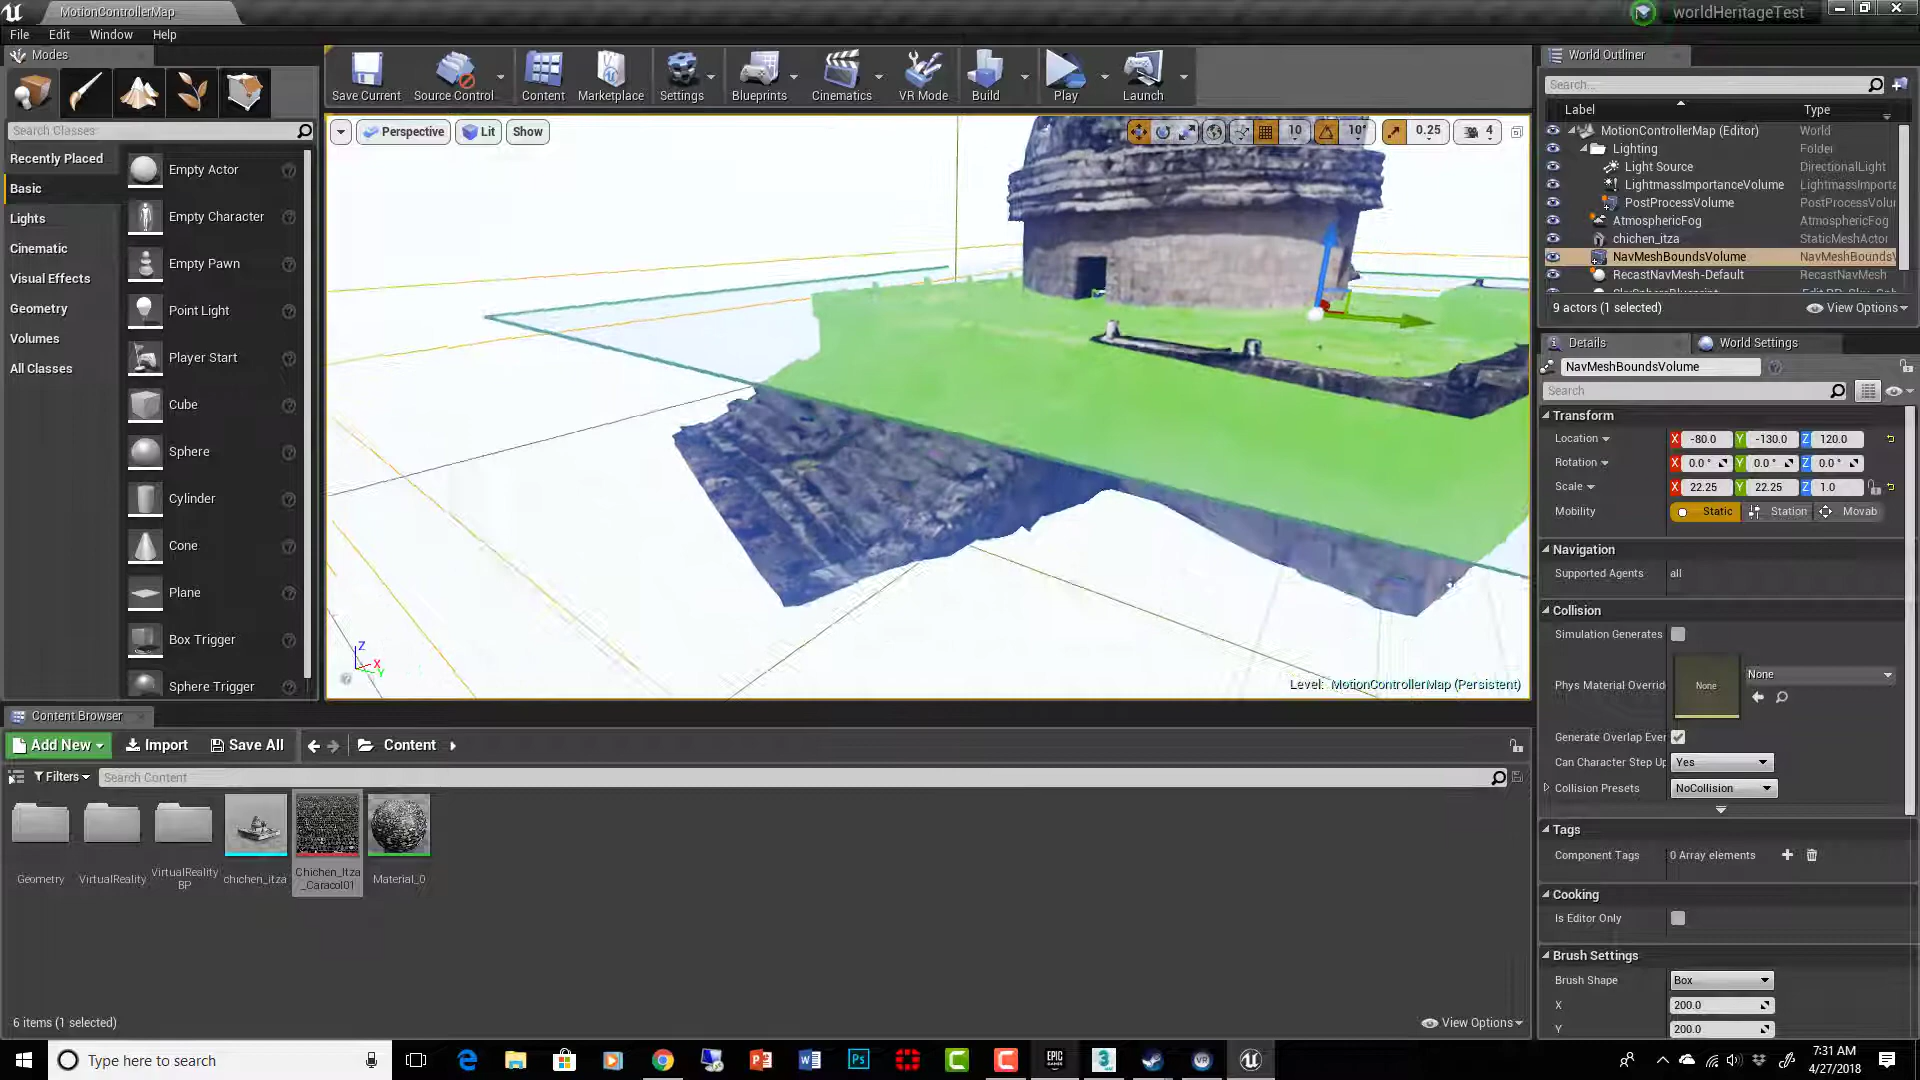 MotionControllerMap
worldHeritageTest
File Edit Window Help
Modes
Search Classes
Recently Placed
Basic
Lights
Cinematic
Visual Effects
Geometry
Volumes
All Classes
Empty Actor
Empty Character
Empty Pawn
Point Light
Player Start
Cube
Sphere
Cylinder
Cone
Plane
Box Trigger
Sphere Trigger
Save Current Source Control Content Marketplace Settings Blueprints Cinematics VR Mode Build Play Launch
Perspective Lit Show
10 10° 0.25 4
Z
X
Y
Level: MotionControllerMap (Persistent)
World Outliner
Search...
Label Type
MotionControllerMap (Editor) World
Lighting Folder
Light Source DirectionalLight
LightmassImportanceVolume LightmassImporta
PostProcessVolume PostProcessVolu
AtmosphericFog AtmosphericFog
chichen_itza StaticMeshActor
NavMeshBoundsVolume NavMeshBoundsV
RecastNavMesh-Default RecastNavMesh
9 actors (1 selected) View Options
Details World Settings
NavMeshBoundsVolume
Search
Transform
Location X -80.0 Y -130.0 Z 120.0
Rotation X 0.0 ° Y 0.0 ° Z 0.0 °
Scale X 22.25 Y 22.25 Z 1.0
Mobility Static Station Movab
Navigation
Supported Agents all
Collision
Simulation Generates
Phys Material Overrid None None
Generate Overlap Ever
Can Character Step Up Yes
Collision Presets NoCollision
Tags
Component Tags 0 Array elements
Cooking
Is Editor Only
Brush Settings
Brush Shape Box
X 200.0
Y 200.0
Content Browser
Add New Import Save All Content
Filters Search Content
Geometry
VirtualReality
VirtualReality
BP
chichen_itza
Chichen_Itza
_Caracol01
Material_0
6 items (1 selected) View Options
Type here to search
EPIC
GAMES
7:31 AM
4/27/2018